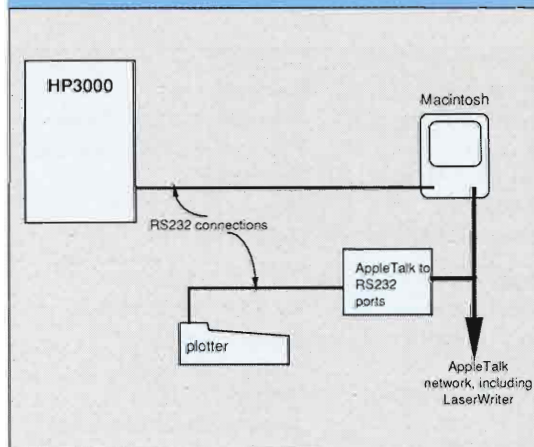 HP3000
Macintosh
RS232 connections
AppleTalk to
RS232
ports
plotter
AppleTalk
network, including
LaserWriter